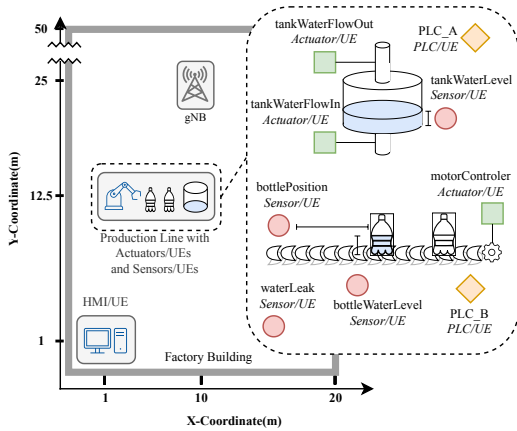 50
25
12.5
1
Y-Coordinate(m)
gNB
Production Line with
Actuators/UEs
and Sensors/UEs
HMI/UE
Factory Building
1
10
20
X-Coordinate(m)
tankWaterFlowOut
Actuator/UE
PLC_A
PLC/UE
tankWaterLevel
Sensor/UE
tankWaterFlowIn
Actuator/UE
bottlePosition
Sensor/UE
motorControler
Actuator/UE
waterLeak
Sensor/UE
bottleWaterLevel
Sensor/UE
PLC_B
PLC/UE